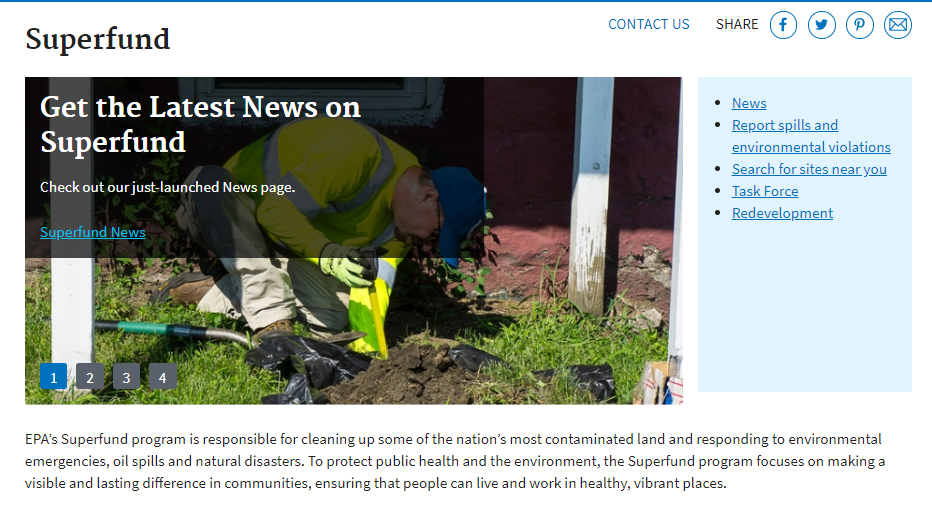 CONTACT US SHARE
Superfund
Get the Latest News on
Superfund
Check out our just-launched News page.
Superfund News
1 2 3 4
News
Report spills and
environmental violations
Search for sites near you
Task Force
Redevelopment
EPA’s Superfund program is responsible for cleaning up some of the nation’s most contaminated land and responding to environmental
emergencies, oil spills and natural disasters. To protect public health and the environment, the Superfund program focuses on making a
visible and lasting difference in communities, ensuring that people can live and work in healthy, vibrant places.